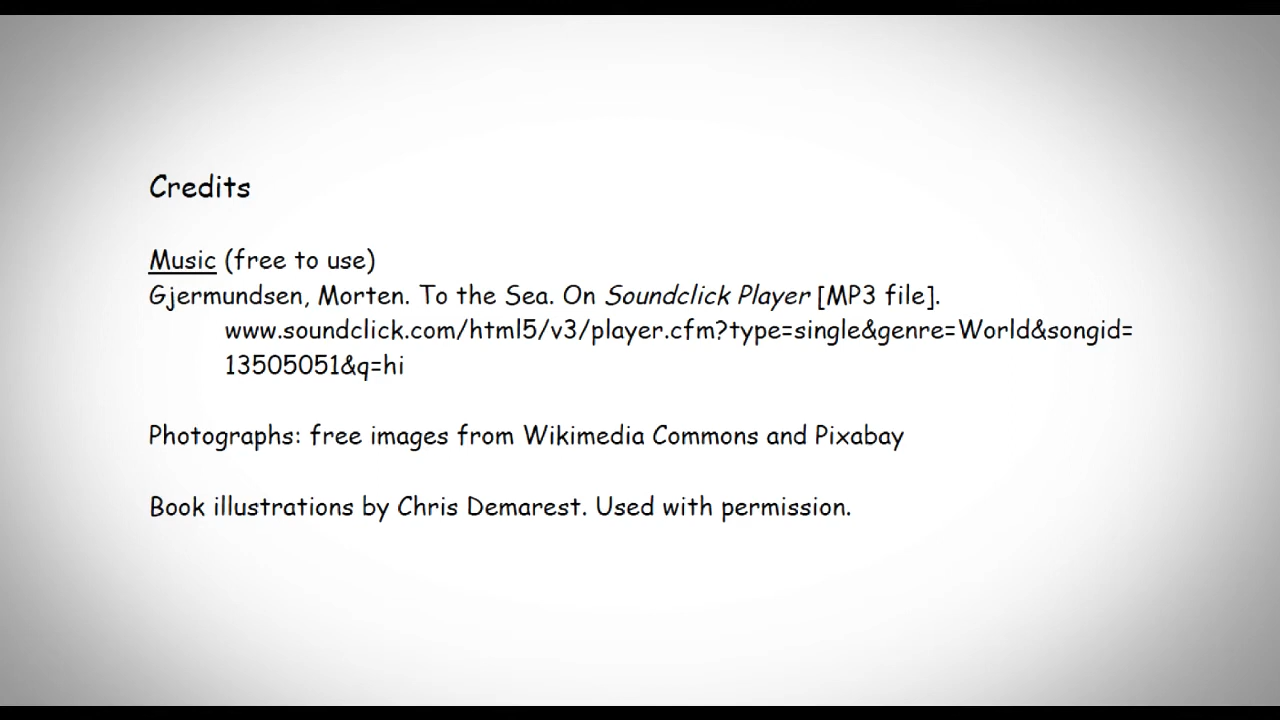 Credits
Music (free to use)
Gjermundsen, Morten. To the Sea. On Soundclick Player [MP3 file].
www.soundclick.com/html5/v3/player.cfm?type=single&genre=World&songid=
13505051&q=hi
Photographs: free images from Wikimedia Commons and Pixabay
Book illustrations by Chris Demarest. Used with permission.